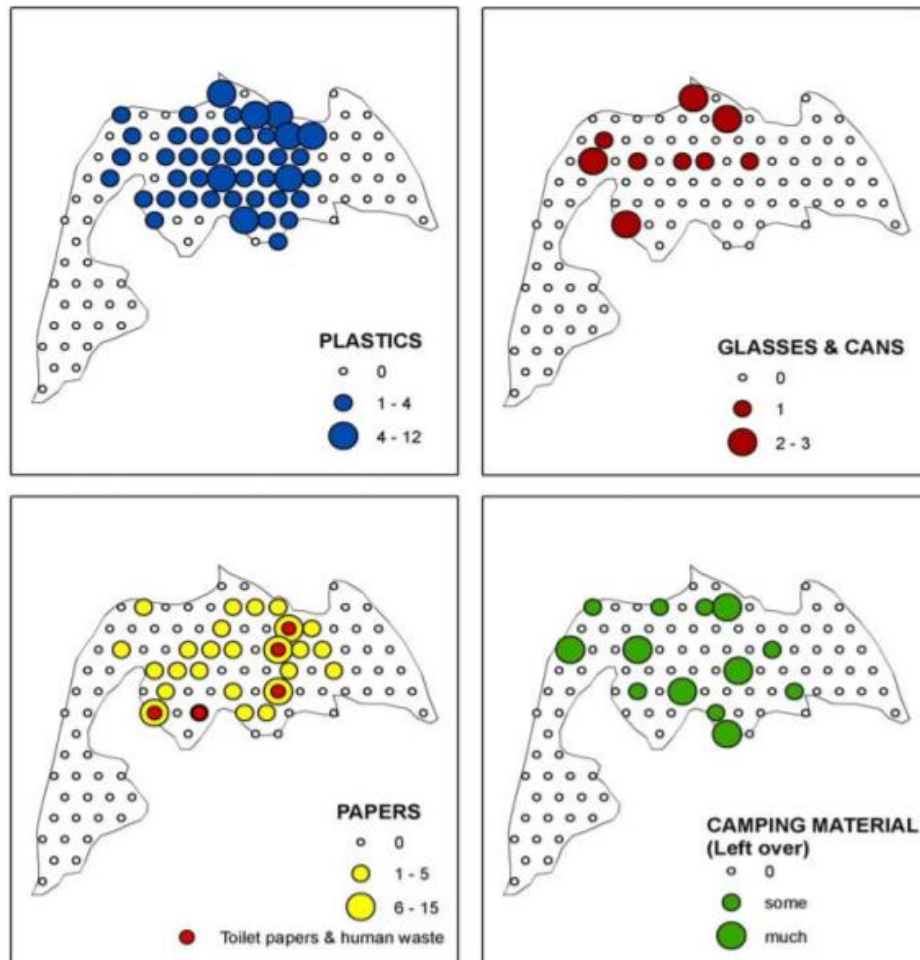 PLASTICS
0
1 - 4
4 - 12
GLASSES & CANS
0
1
2 - 3
PAPERS
0
1 - 5
6 - 15
Toilet papers & human waste
CAMPING MATERIAL
(Left over)
0
some
much